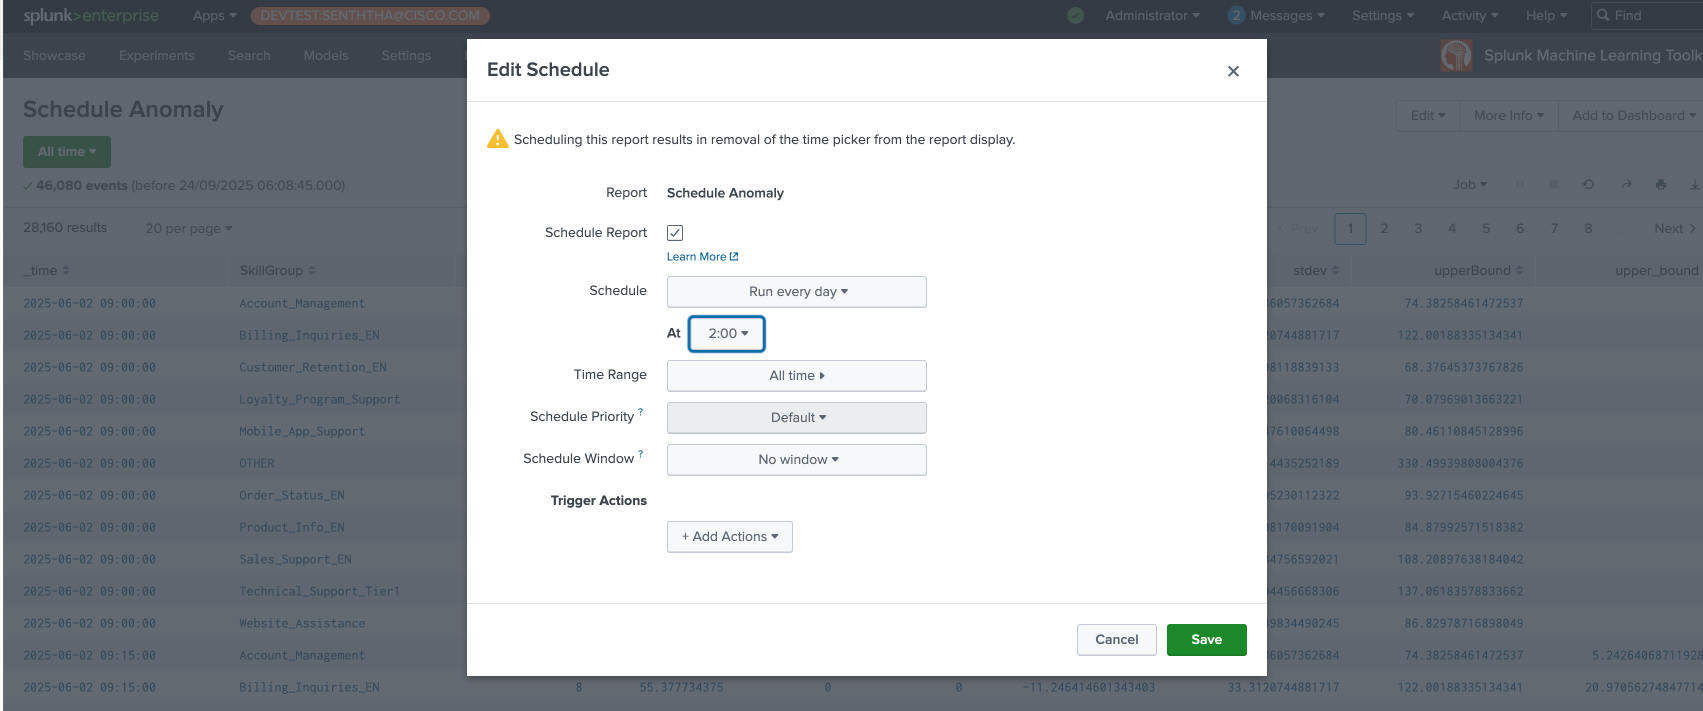 splunk>enterprise Apps DEVTEST:SENTHTHA@CISCO.COM Administrator 2 Messages Settings Activity Help Find
Showcase Experiments Search Models Settings Splunk Machine Learning Toolk
Edit Schedule
Schedule Anomaly
Edit More Info Add to Dashboard
All time
Scheduling this report results in removal of the time picker from the report display.
✓ 46,080 events (before 24/09/2025 06:08:45.000)
Job
Report Schedule Anomaly
28,160 results 20 per page
< Prev 1 2 3 4 5 6 7 8 Next >
Schedule Report
Learn More
_time SkillGroup stdev upperBound upper_bound
Schedule Run every day
At 2:00
Time Range All time
Schedule Priority ? Default
Schedule Window ? No window
Trigger Actions
+ Add Actions
Cancel Save
2025-06-02 09:00:00 Account_Management 6057362684 74.38258461472537
2025-06-02 09:00:00 Billing_Inquiries_EN 20744881717 122.00188335134341
2025-06-02 09:00:00 Customer_Retention_EN 8118839133 68.37645373767826
2025-06-02 09:00:00 Loyalty_Program_Support 20068316104 70.07969013663221
2025-06-02 09:00:00 Mobile_App_Support 7610064498 80.46110845128996
2025-06-02 09:00:00 OTHER 4435252189 330.49939808004376
2025-06-02 09:00:00 Order_Status_EN 5230112322 93.92715460224645
2025-06-02 09:00:00 Product_Info_EN 8170091904 84.87992571518382
2025-06-02 09:00:00 Sales_Support_EN 4756592021 108.20897638184042
2025-06-02 09:00:00 Technical_Support_Tier1 4456668306 137.06183578833662
2025-06-02 09:00:00 Website_Assistance 9834490245 86.82978716898049
2025-06-02 09:15:00 Account_Management 6057362684 74.38258461472537 5.24264068711928
2025-06-02 09:15:00 Billing_Inquiries_EN 8 55.377734375 0 0 -11.246414601343403 33.3120744881717 122.00188335134341 20.97056274847714